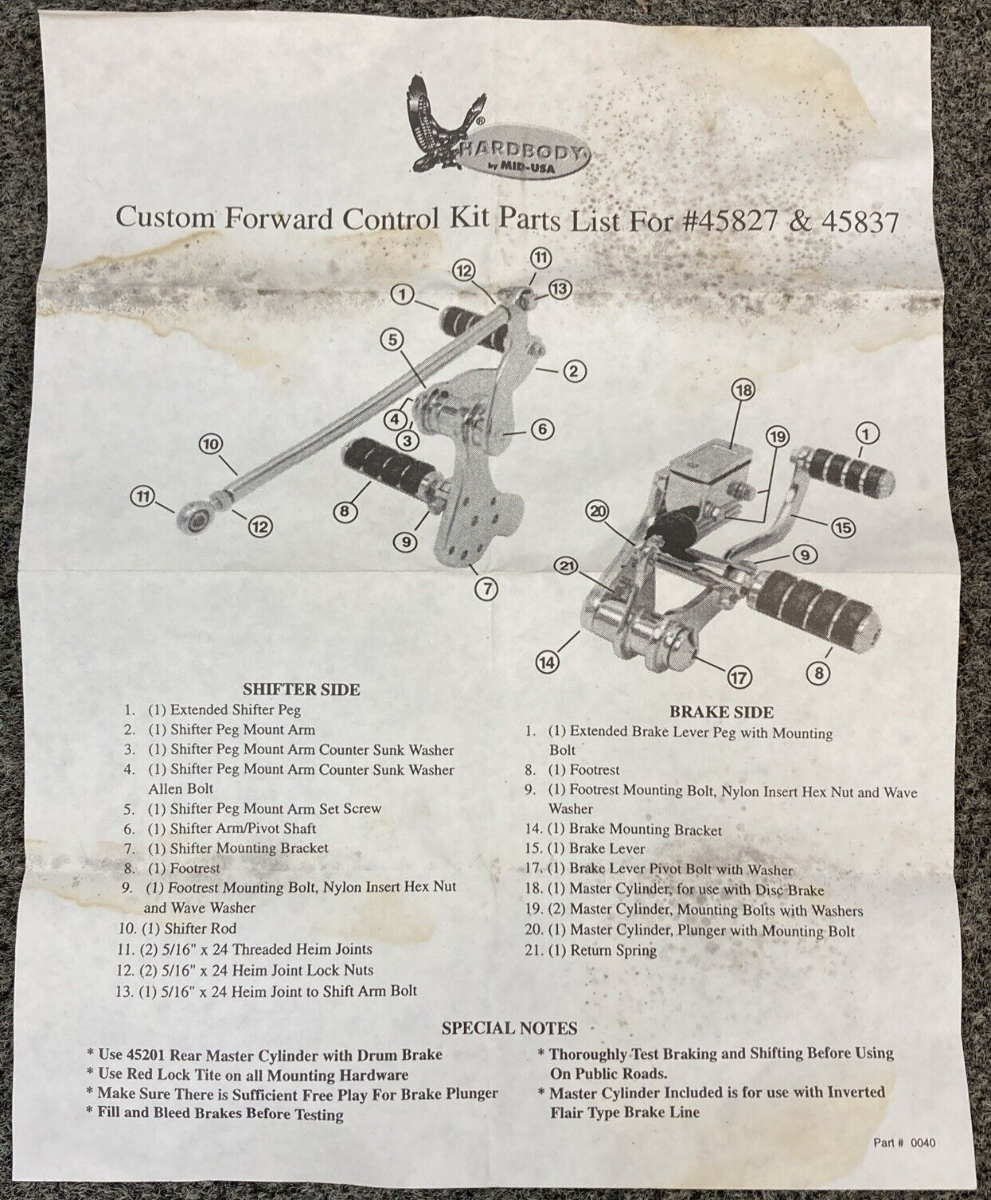 ®
HARDBODY
by MID-USA
Custom Forward Control Kit Parts List For #45827 & 45837
11
12
13
1
5
2
18
4
6
19
1
3
10
11
8
12
20
15
9
9
21
7
14
17
8
SHIFTER SIDE
1. (1) Extended Shifter Peg
2. (1) Shifter Peg Mount Arm
3. (1) Shifter Peg Mount Arm Counter Sunk Washer
4. (1) Shifter Peg Mount Arm Counter Sunk Washer
Allen Bolt
5. (1) Shifter Peg Mount Arm Set Screw
6. (1) Shifter Arm/Pivot Shaft
7. (1) Shifter Mounting Bracket
8. (1) Footrest
9. (1) Footrest Mounting Bolt, Nylon Insert Hex Nut
and Wave Washer
10. (1) Shifter Rod
11. (2) 5/16" x 24 Threaded Heim Joints
12. (2) 5/16" x 24 Heim Joint Lock Nuts
13. (1) 5/16" x 24 Heim Joint to Shift Arm Bolt
BRAKE SIDE
1. (1) Extended Brake Lever Peg with Mounting
Bolt
8. (1) Footrest
9. (1) Footrest Mounting Bolt, Nylon Insert Hex Nut and Wave
Washer
14. (1) Brake Mounting Bracket
15. (1) Brake Lever
17. (1) Brake Lever Pivot Bolt with Washer
18. (1) Master Cylinder, for use with Disc Brake
19. (2) Master Cylinder, Mounting Bolts with Washers
20. (1) Master Cylinder, Plunger with Mounting Bolt
21. (1) Return Spring
SPECIAL NOTES
* Use 45201 Rear Master Cylinder with Drum Brake
* Use Red Lock Tite on all Mounting Hardware
* Make Sure There is Sufficient Free Play For Brake Plunger
* Fill and Bleed Brakes Before Testing
* Thoroughly Test Braking and Shifting Before Using
On Public Roads.
* Master Cylinder Included is for use with Inverted
Flair Type Brake Line
Part # 0040